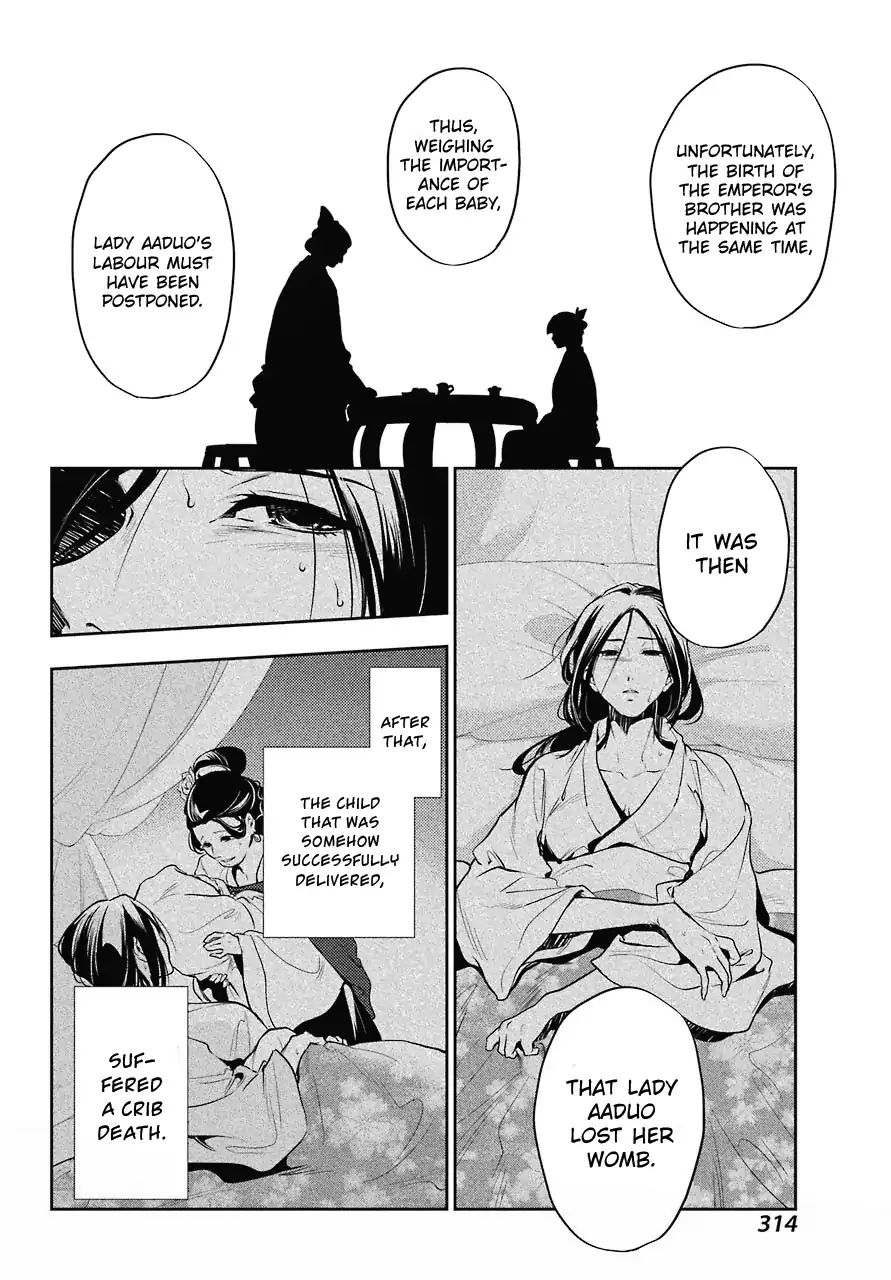 UNFORTUNATELY,
THE BIRTH OF
THE EMPEROR'S
BROTHER WAS
HAPPENING AT
THE SAME TIME,
THUS,
WEIGHING
THE IMPORT-
ANCE OF
EACH BABY,
LADY AADUO'S
LABOUR MUST
HAVE BEEN
POSTPONED.
IT WAS
THEN
THAT LADY
AADUO
LOST HER
WOMB.
AFTER
THAT,
THE CHILD
THAT WAS
SOMEHOW
SUCCESSFULLY
DELIVERED,
SUF-
FERED
A CRIB
DEATH.
314